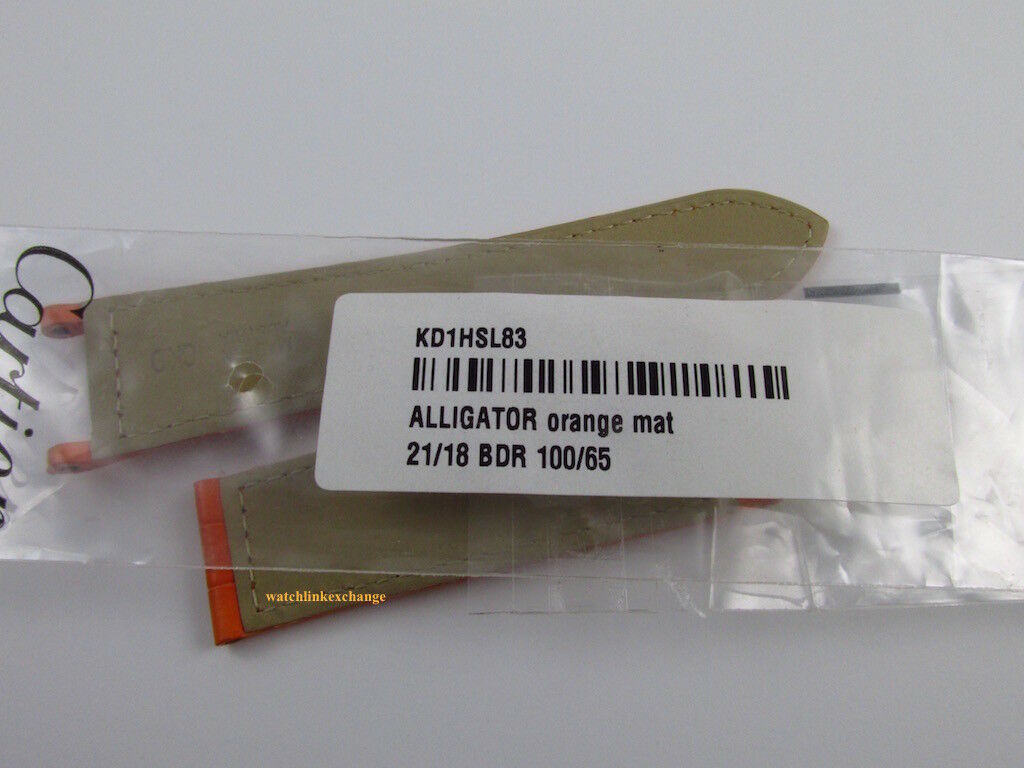 Cartier
KD1HSL83
ALLIGATOR orange mat
21/18 BDR 100/65
watchlinkexchange